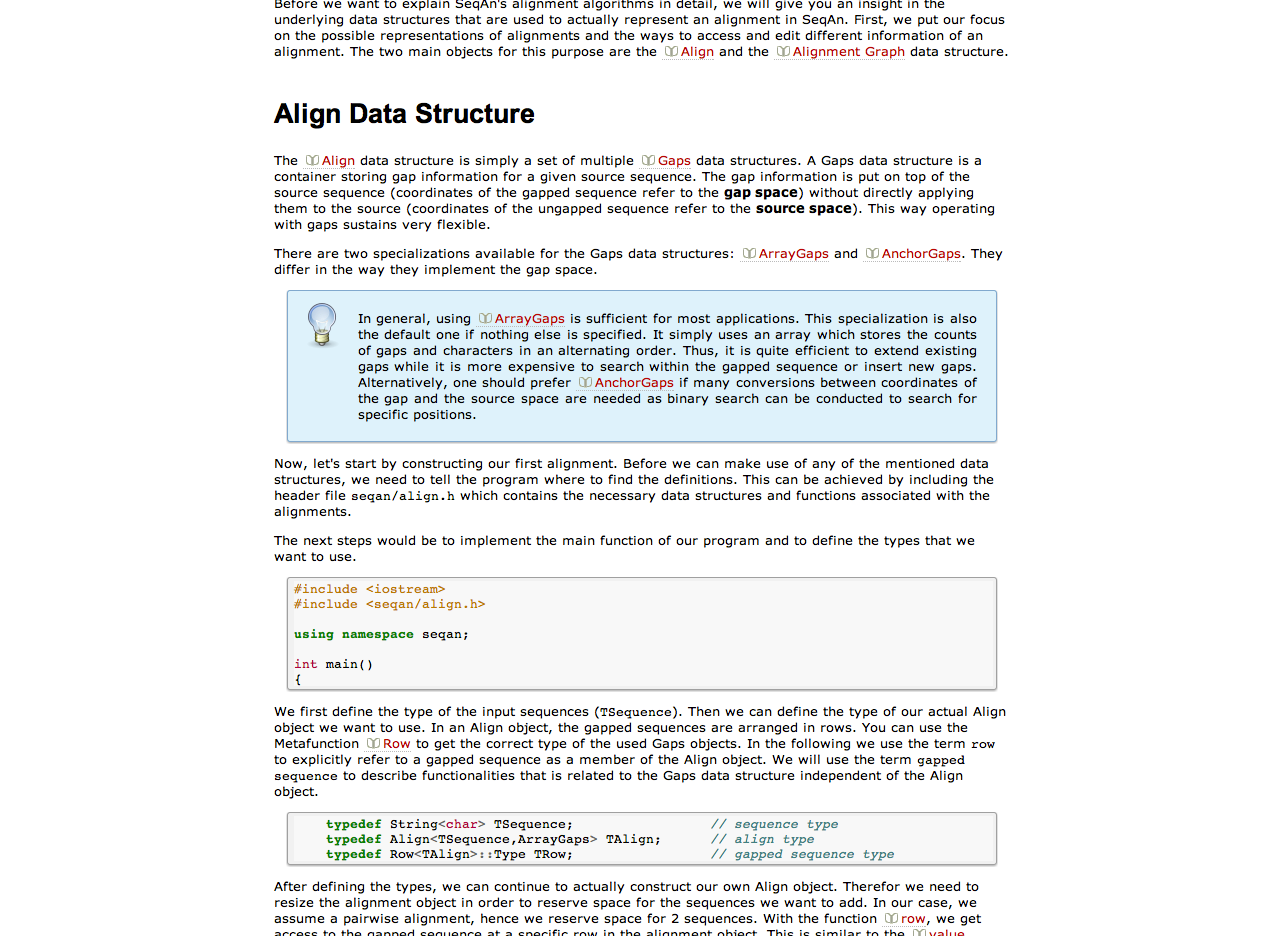 Before we want to explain SeqAn's alignment algorithms in detail, we will give you an insight in the
underlying data structures that are used to actually represent an alignment in SeqAn. First, we put our focus
on the possible representations of alignments and the ways to access and edit different information of an
alignment. The two main objects for this purpose are the Align and the Alignment Graph data structure.
Align Data Structure
The Align data structure is simply a set of multiple Gaps data structures. A Gaps data structure is a
container storing gap information for a given source sequence. The gap information is put on top of the
source sequence (coordinates of the gapped sequence refer to the gap space) without directly applying
them to the source (coordinates of the ungapped sequence refer to the source space). This way operating
with gaps sustains very flexible.
There are two specializations available for the Gaps data structures: ArrayGaps and AnchorGaps. They
differ in the way they implement the gap space.
In general, using ArrayGaps is sufficient for most applications. This specialization is also
the default one if nothing else is specified. It simply uses an array which stores the counts
of gaps and characters in an alternating order. Thus, it is quite efficient to extend existing
gaps while it is more expensive to search within the gapped sequence or insert new gaps.
Alternatively, one should prefer AnchorGaps if many conversions between coordinates of
the gap and the source space are needed as binary search can be conducted to search for
specific positions.
Now, let's start by constructing our first alignment. Before we can make use of any of the mentioned data
structures, we need to tell the program where to find the definitions. This can be achieved by including the
header file seqan/align.h which contains the necessary data structures and functions associated with the
alignments.
The next steps would be to implement the main function of our program and to define the types that we
want to use.
#include <iostream>
#include <seqan/align.h>
using namespace seqan;
int main()
{
We first define the type of the input sequences (TSequence). Then we can define the type of our actual Align
object we want to use. In an Align object, the gapped sequences are arranged in rows. You can use the
Metafunction Row to get the correct type of the used Gaps objects. In the following we use the term row
to explicitly refer to a gapped sequence as a member of the Align object. We will use the term gapped
sequence to describe functionalities that is related to the Gaps data structure independent of the Align
object.
typedef String<char> TSequence; // sequence type
typedef Align<TSequence,ArrayGaps> TAlign; // align type
typedef Row<TAlign>::Type TRow; // gapped sequence type
After defining the types, we can continue to actually construct our own Align object. Therefor we need to
resize the alignment object in order to reserve space for the sequences we want to add. In our case, we
assume a pairwise alignment, hence we reserve space for 2 sequences. With the function row, we get
access to the gapped sequence at a specific row in the alignment object. This is similar to the value